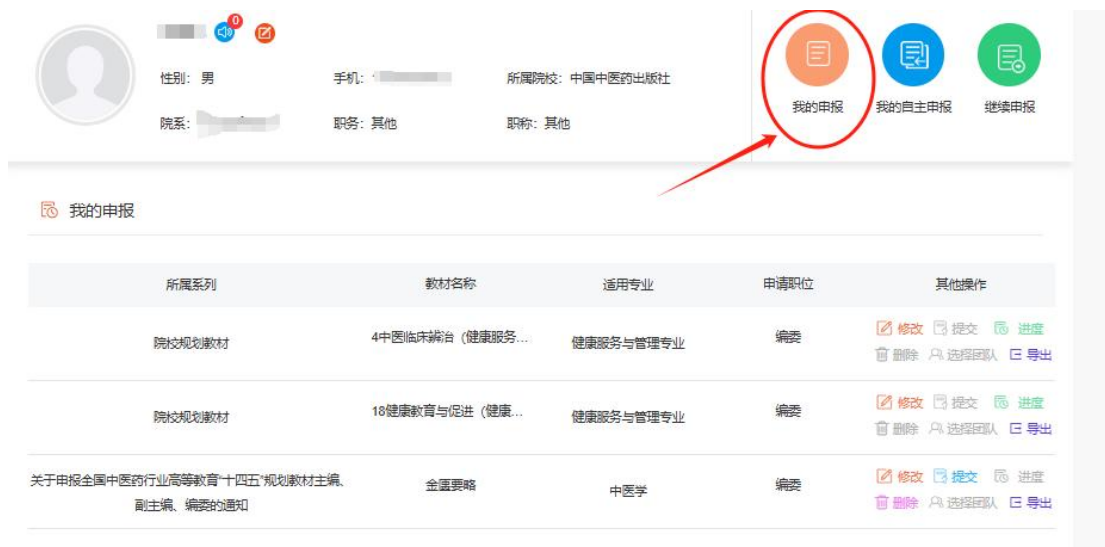 0
性别：男
手机：
所属院校：中国中医药出版社
院系：
职务：其他
职称：其他
我的申报
我的自主申报
继续申报
我的申报
所属系列
教材名称
适用专业
申请职位
其他操作
院校规划教材
4中医临床辨治（健康服务...
健康服务与管理专业
编委
修改 提交 进度
删除 选择团队 导出
院校规划教材
18健康教育与促进（健康...
健康服务与管理专业
编委
修改 提交 进度
删除 选择团队 导出
关于申报全国中医药行业高等教育“十四五”规划教材主编、
副主编、编委的通知
金匮要略
中医学
编委
修改 提交 进度
删除 选择团队 导出